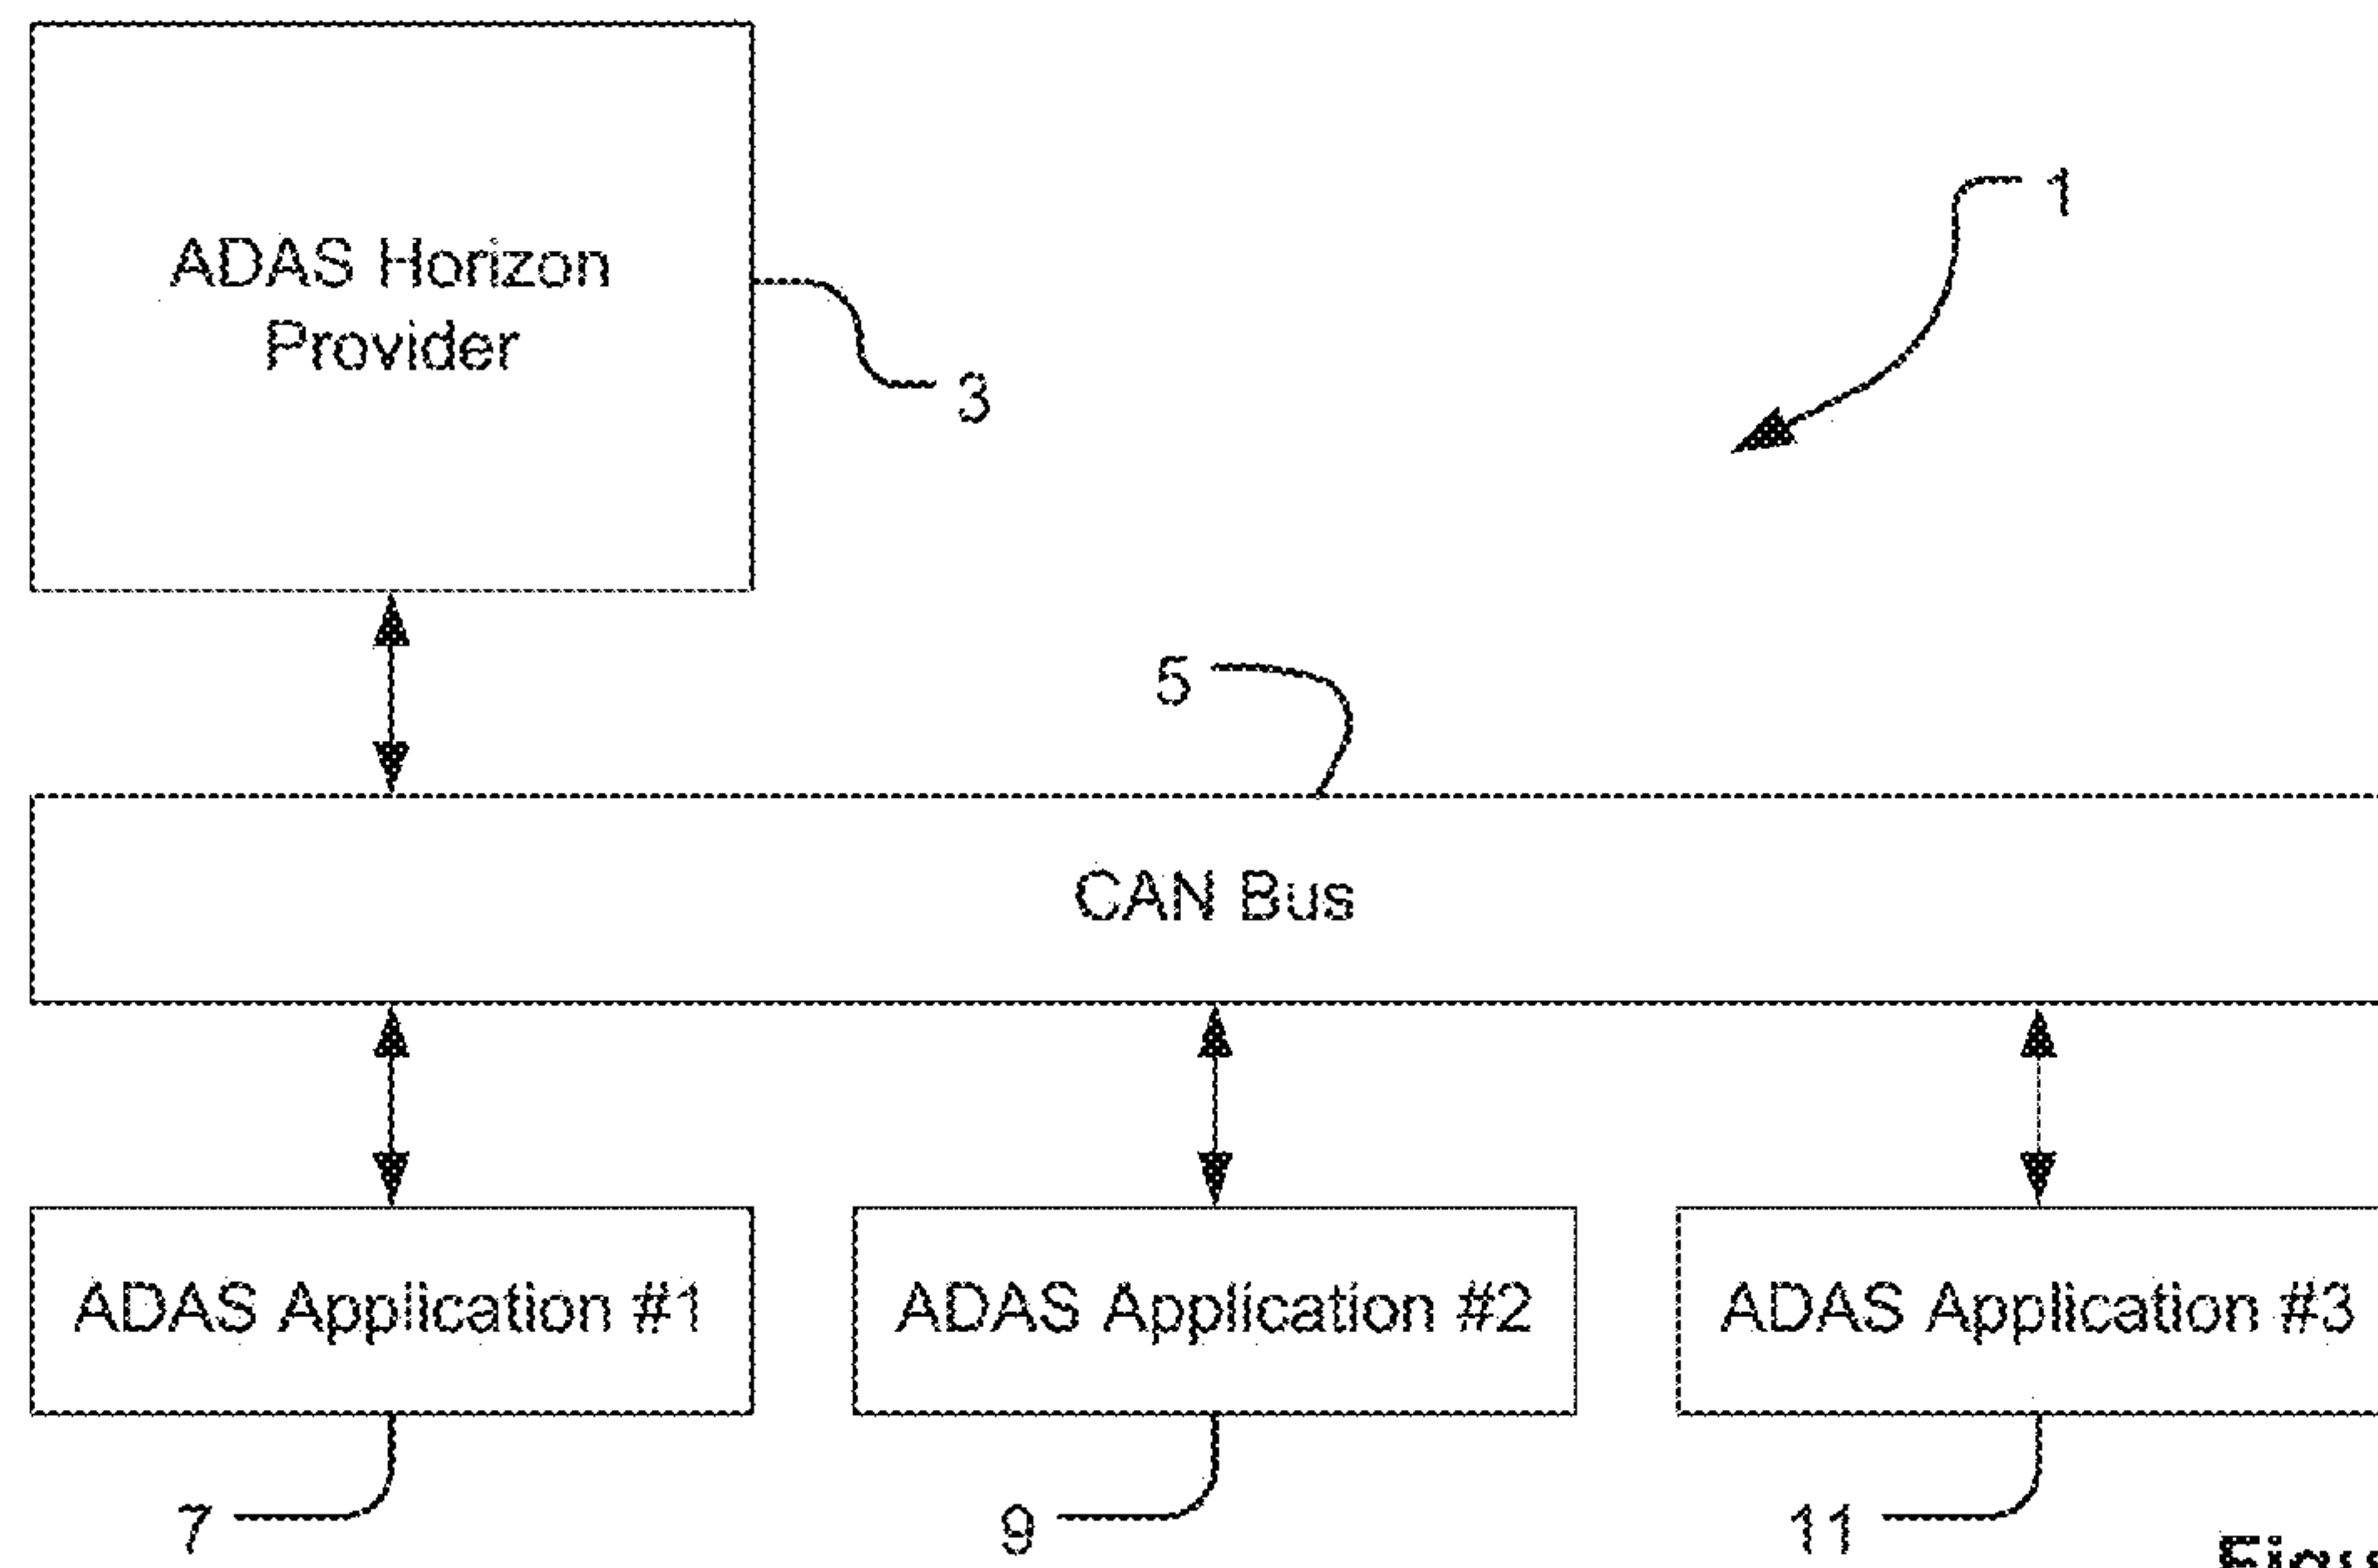 ADAS Horizon
Provider
1
3
5
CAN Bus
ADAS Application #1
ADAS Application #2
ADAS Application #3
7
9
11